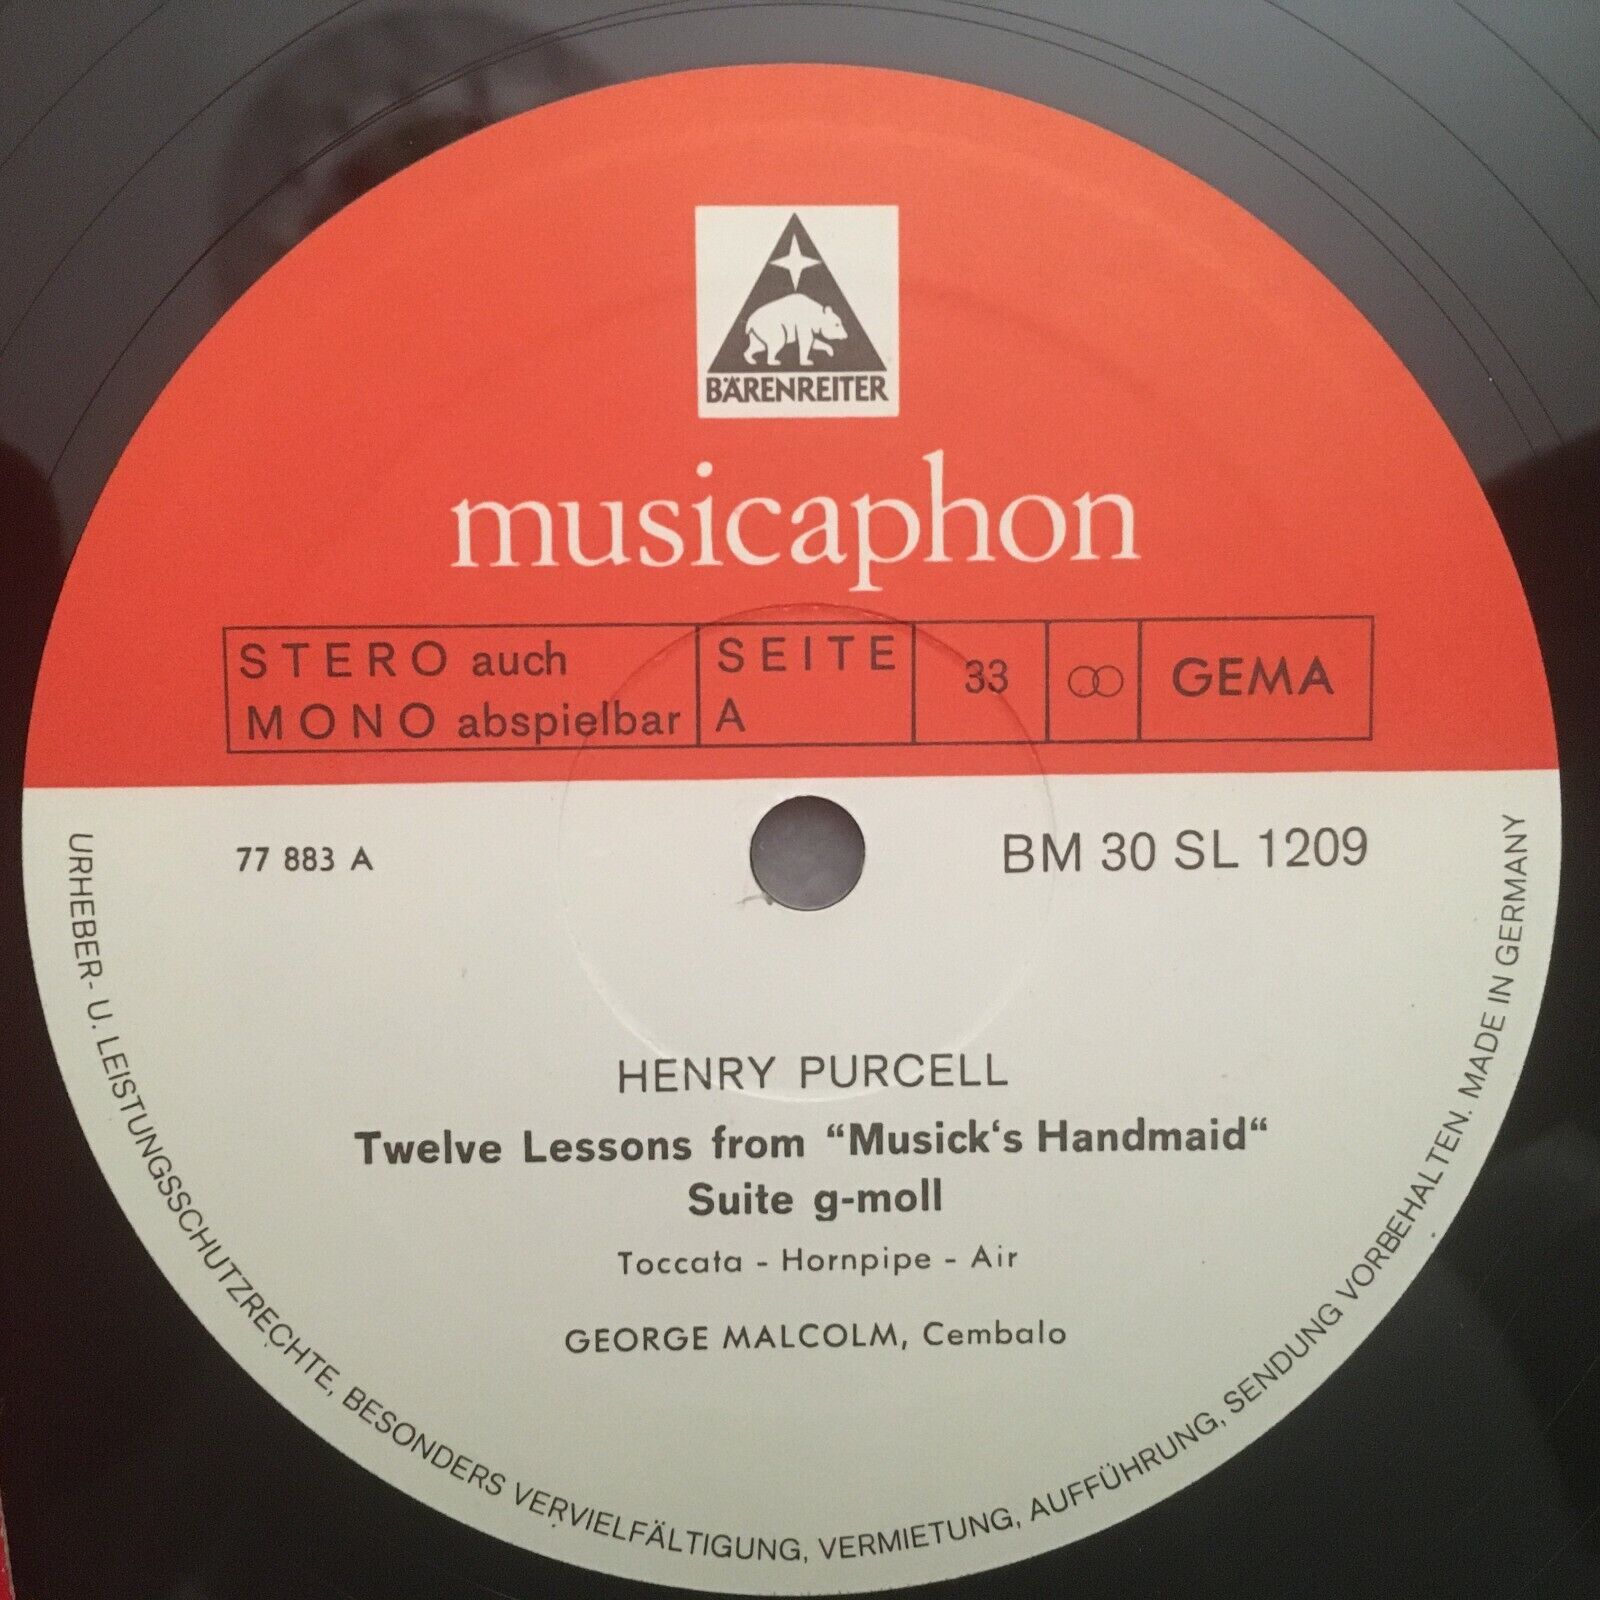 BÄRENREITER
musicaphon
STERO auch
MONO abspielbar
SEITE
A
33
GEMA
77 883 A
BM 30 SL 1209
HENRY PURCELL
Twelve Lessons from “Musick‘s Handmaid“
Suite g-moll
Toccata - Hornpipe - Air
GEORGE MALCOLM, Cembalo
URHEBER- U. LEISTUNGSSCHUTZRECHTE, BESONDERS VERVIELFÄLTIGUNG, VERMIETUNG, AUFFÜHRUNG, SENDUNG VORBEHALTEN. MADE IN GERMANY